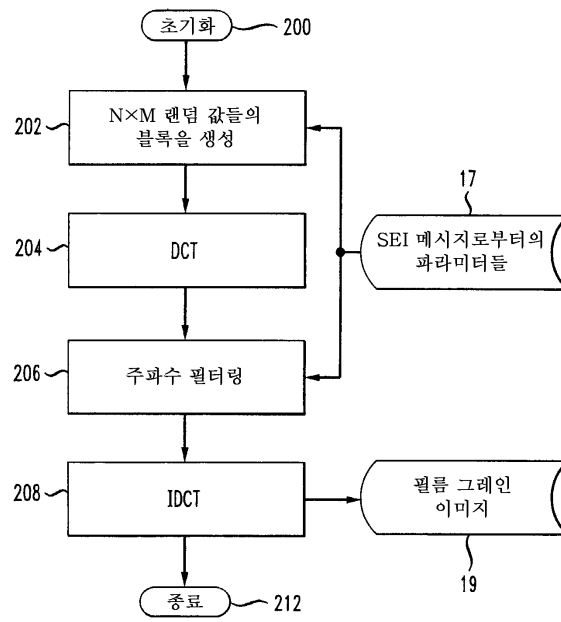 초기화
200
202
N×M 랜덤 값들의
블록을 생성
17
SEI 메시지로부터의
파라미터들
204
DCT
206
주파수 필터링
208
IDCT
필름 그레인
이미지
19
종료
212